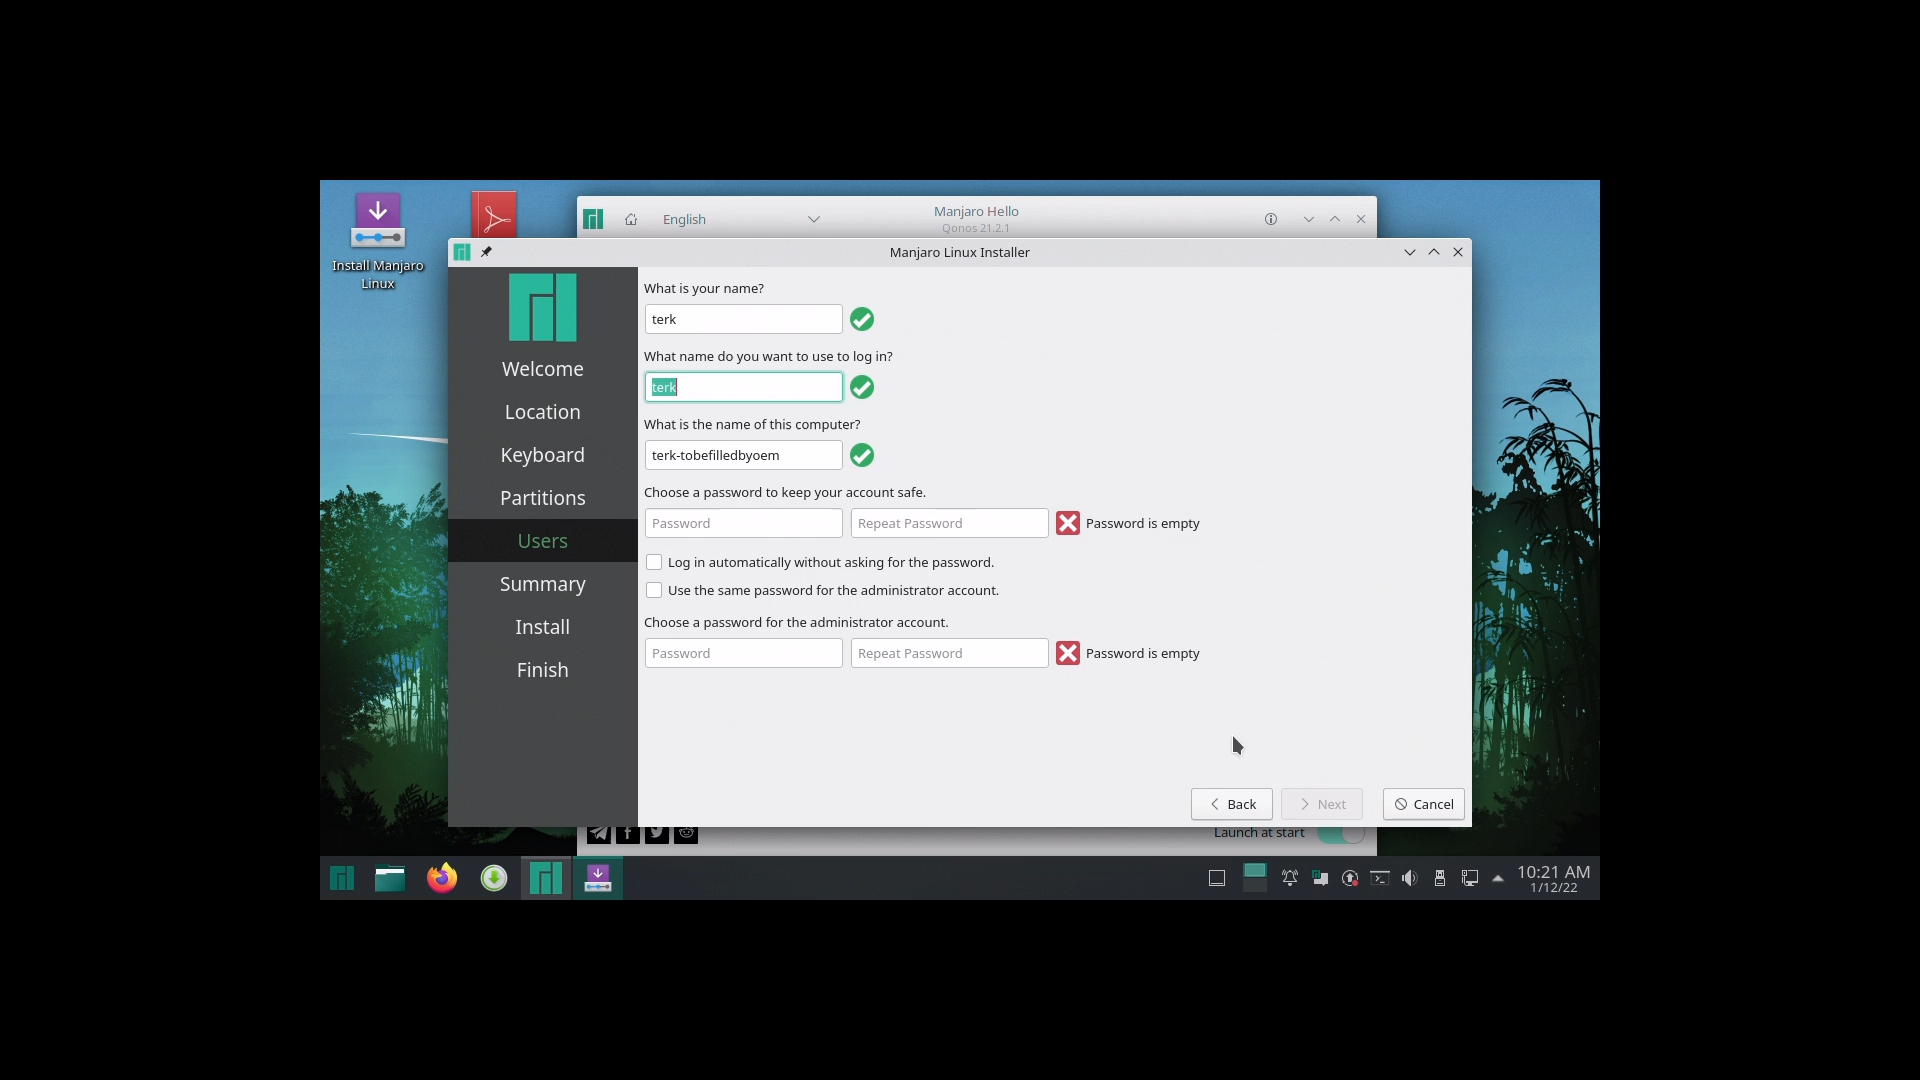 Install Manjaro
Linux
English
Manjaro Hello
Qonos 21.2.1
Manjaro Linux Installer
Welcome
Location
Keyboard
Partitions
Users
Summary
Install
Finish
What is your name?
terk
What name do you want to use to log in?
terk
What is the name of this computer?
terk-tobefilledbyoem
Choose a password to keep your account safe.
Password
Repeat Password
Password is empty
Log in automatically without asking for the password.
Use the same password for the administrator account.
Choose a password for the administrator account.
Password
Repeat Password
Password is empty
Back
Next
Cancel
Launch at start
10:21 AM
1/12/22